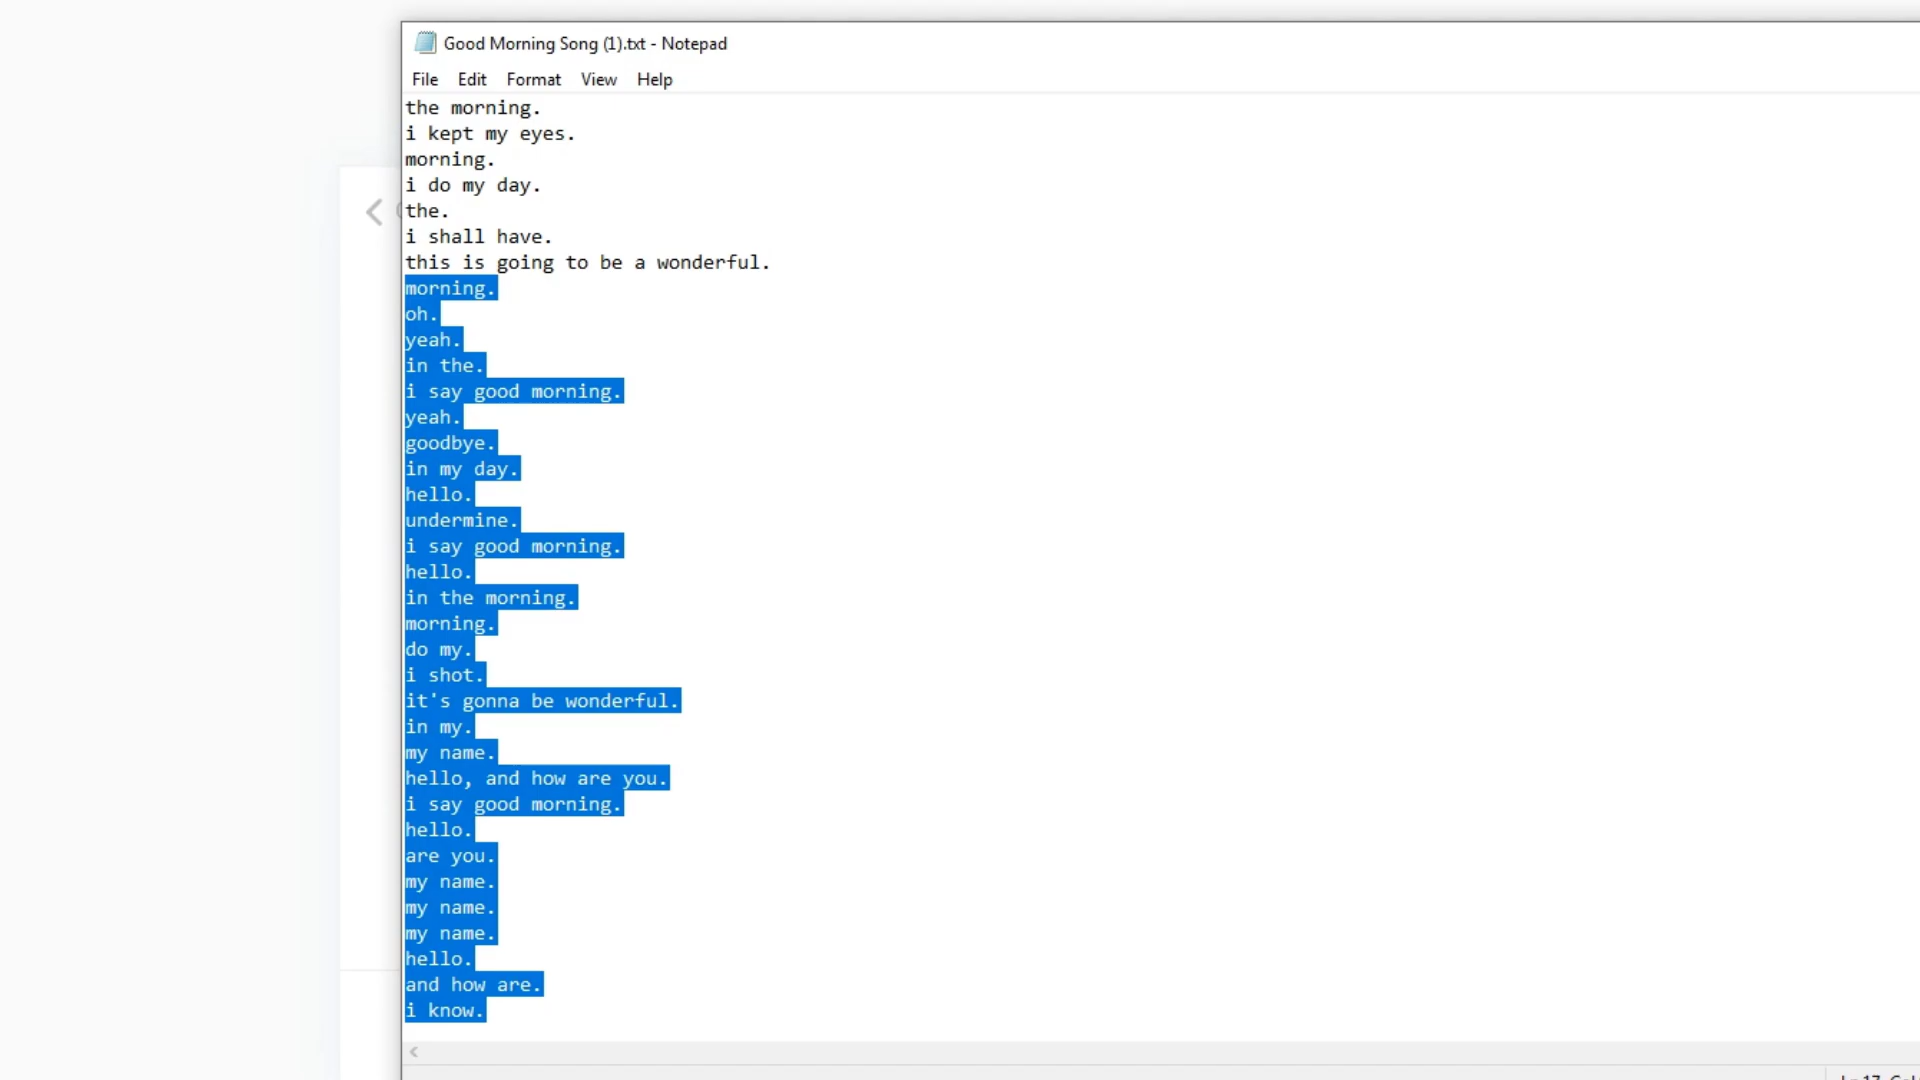 Good Morning Song (1).txt - Notepad
File Edit Format View Help
the morning.
i kept my eyes.
morning.
i do my day.
the.
i shall have.
this is going to be a wonderful.
morning.
oh.
yeah.
in the.
i say good morning.
yeah.
goodbye.
in my day.
hello.
undermine.
i say good morning.
hello.
in the morning.
morning.
do my.
i shot.
it's gonna be wonderful.
in my.
my name.
hello, and how are you.
i say good morning.
hello.
are you.
my name.
my name.
my name.
hello.
and how are.
i know.